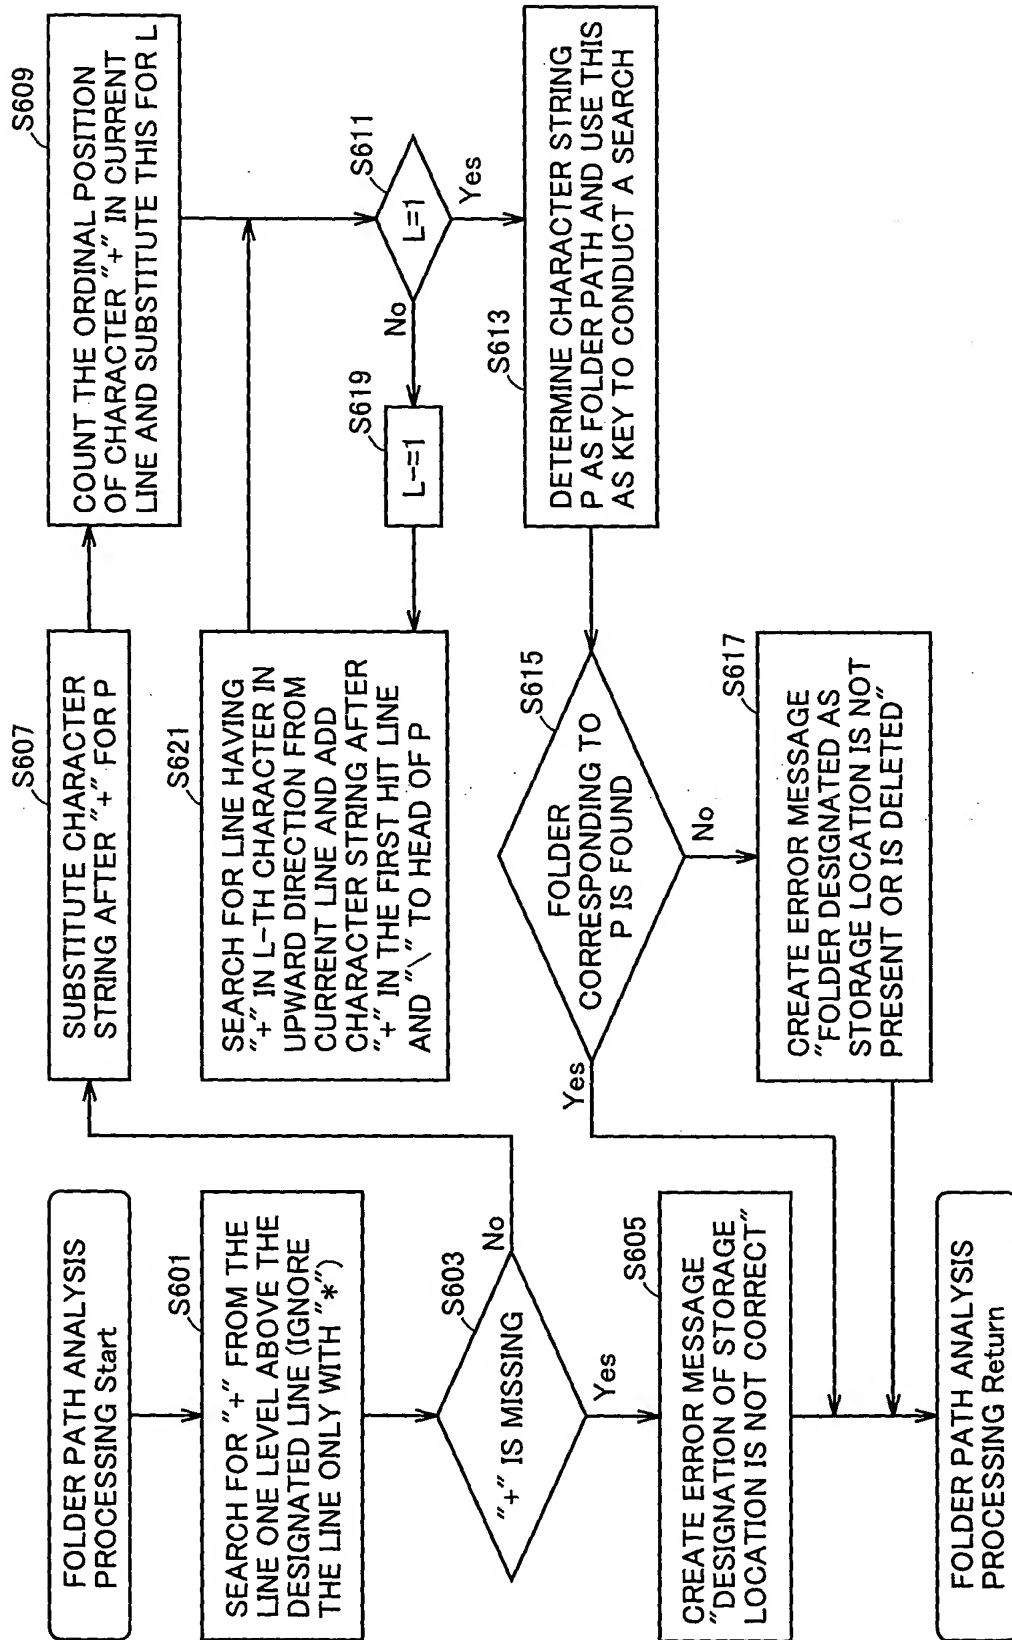 FOLDER PATH ANALYSIS
PROCESSING Start
S601
SEARCH FOR "+" FROM THE
LINE ONE LEVEL ABOVE THE
DESIGNATED LINE (IGNORE
THE LINE ONLY WITH "*")
S603
"+" IS MISSING
No
Yes
S605
CREATE ERROR MESSAGE
"DESIGNATION OF STORAGE
LOCATION IS NOT CORRECT"
FOLDER PATH ANALYSIS
PROCESSING Return
S607
SUBSTITUTE CHARACTER
STRING AFTER "+" FOR P
S609
COUNT THE ORDINAL POSITION
OF CHARACTER "+" IN CURRENT
LINE AND SUBSTITUTE THIS FOR L
S611
L=1
No
Yes
S619
L-=1
S621
SEARCH FOR LINE HAVING
"+" IN L-TH CHARACTER IN
UPWARD DIRECTION FROM
CURRENT LINE AND ADD
CHARACTER STRING AFTER
"+" IN THE FIRST HIT LINE
AND "\" TO HEAD OF P
S613
DETERMINE CHARACTER STRING
P AS FOLDER PATH AND USE THIS
AS KEY TO CONDUCT A SEARCH
S615
FOLDER
CORRESPONDING TO
P IS FOUND
Yes
No
S617
CREATE ERROR MESSAGE
"FOLDER DESIGNATED AS
STORAGE LOCATION IS NOT
PRESENT OR IS DELETED"